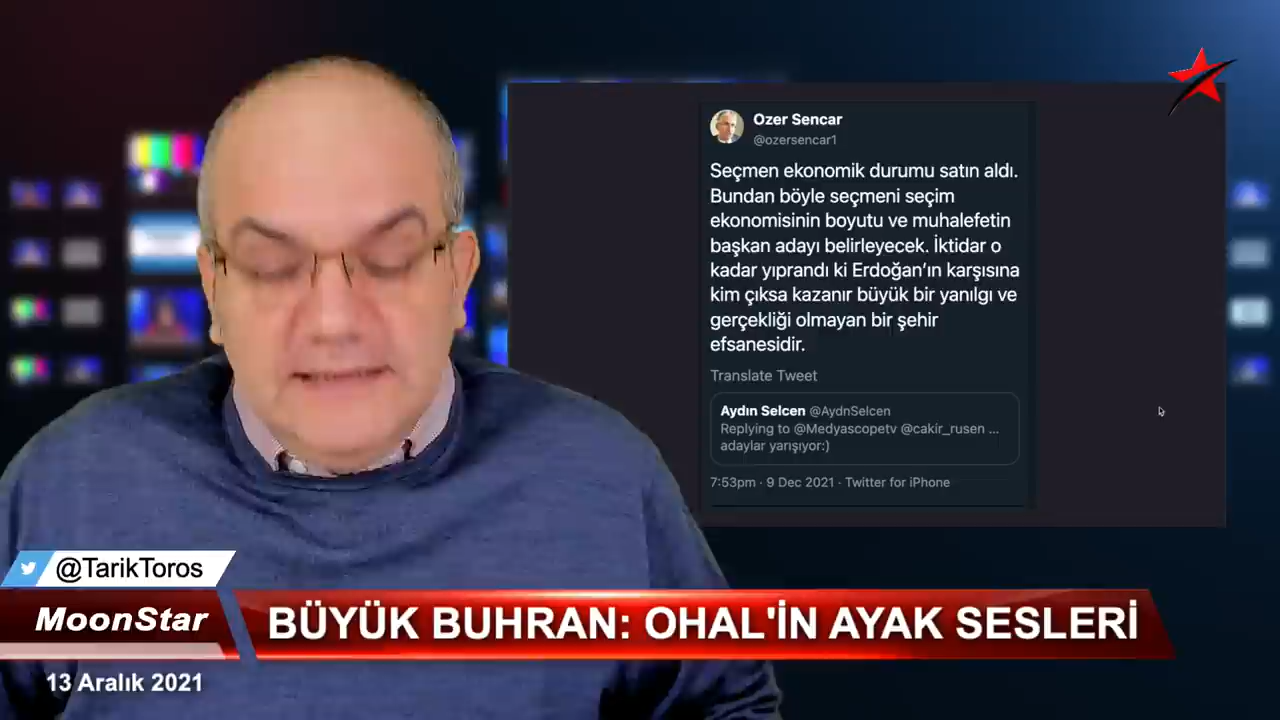 Ozer Sencar
@ozersencar1
Seçmen ekonomik durumu satın aldı.
Bundan böyle seçmeni seçim
ekonomisinin boyutu ve muhalefetin
başkan adayı belirleyecek. İktidar o
kadar yıprandı ki Erdoğan'ın karşısına
kim çıksa kazanır büyük bir yanılgı ve
gerçekliği olmayan bir şehir
efsanesidir.
Translate Tweet
Aydın Selcen @AydnSelcen
Replying to @Medyascopetv @cakir_rusen ...
adaylar yarışıyor:)
7:53pm · 9 Dec 2021 · Twitter for iPhone
@TarikToros
MoonStar
BÜYÜK BUHRAN: OHAL'İN AYAK SESLERİ
13 Aralık 2021